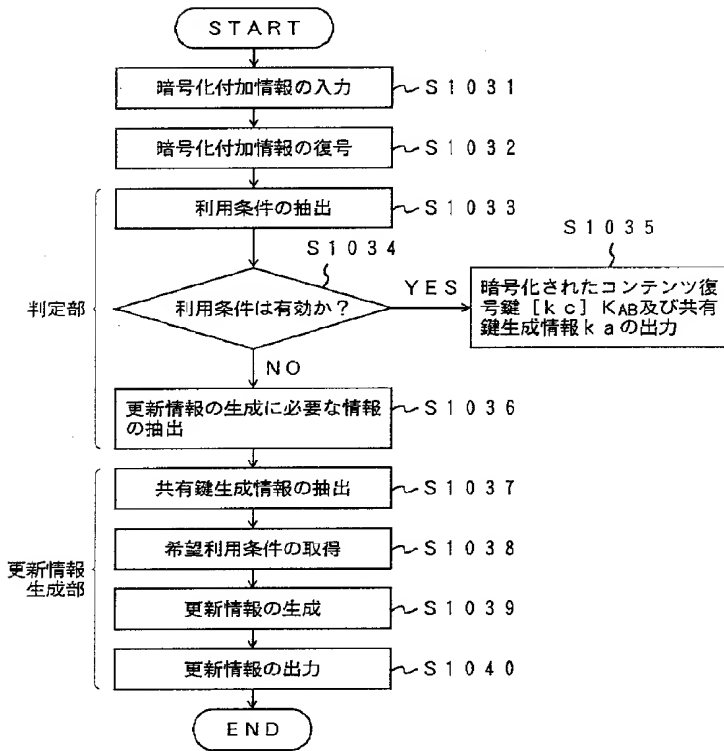 START
暗号化付加情報の入力 S1031
暗号化付加情報の復号 S1032
利用条件の抽出 S1033
S1034
利用条件は有効か？
YES
S1035
暗号化されたコンテンツ復
号鍵［kc］KAB及び共有
鍵生成情報kaの出力
判定部
NO
更新情報の生成に必要な情報
の抽出
S1036
共有鍵生成情報の抽出 S1037
希望利用条件の取得 S1038
更新情報
生成部
更新情報の生成 S1039
更新情報の出力 S1040
END